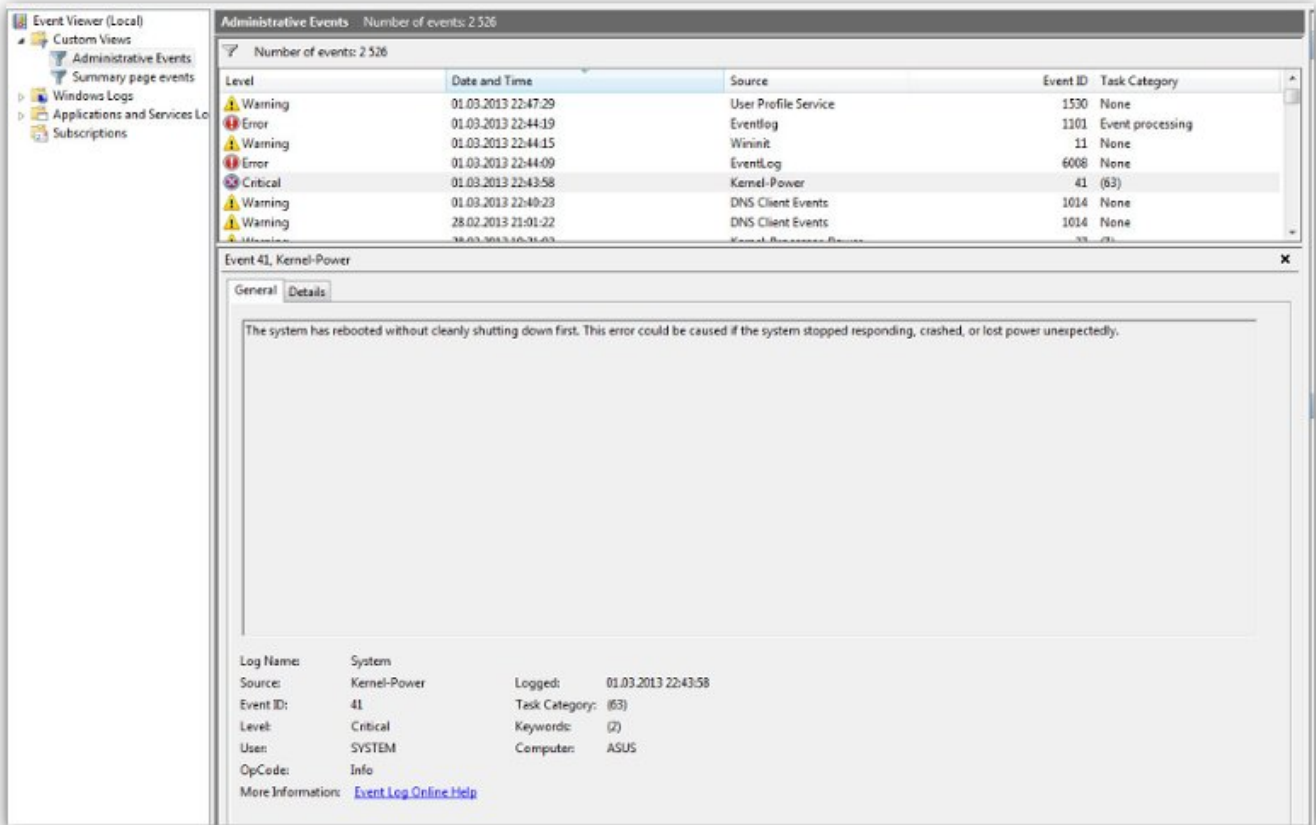 Event Viewer (Local)
Custom Views
Administrative Events
Summary page events
Windows Logs
Applications and Services Lo
Subscriptions
Administrative Events Number of events: 2 526
Number of events: 2 526
Level Date and Time Source Event ID Task Category
Warning 01.03.2013 22:47:29 User Profile Service 1530 None
Error 01.03.2013 22:44:19 Eventlog 1101 Event processing
Warning 01.03.2013 22:44:15 Wininit 11 None
Error 01.03.2013 22:44:09 EventLog 6008 None
Critical 01.03.2013 22:43:58 Kernel-Power 41 (63)
Warning 01.03.2013 22:40:23 DNS Client Events 1014 None
Warning 28.02.2013 21:01:22 DNS Client Events 1014 None
Event 41, Kernel-Power
General Details
The system has rebooted without cleanly shutting down first. This error could be caused if the system stopped responding, crashed, or lost power unexpectedly.
Log Name: System
Source: Kernel-Power Logged: 01.03.2013 22:43:58
Event ID: 41 Task Category: (63)
Level: Critical Keywords: (2)
User: SYSTEM Computer: ASUS
OpCode: Info
More Information: Event Log Online Help